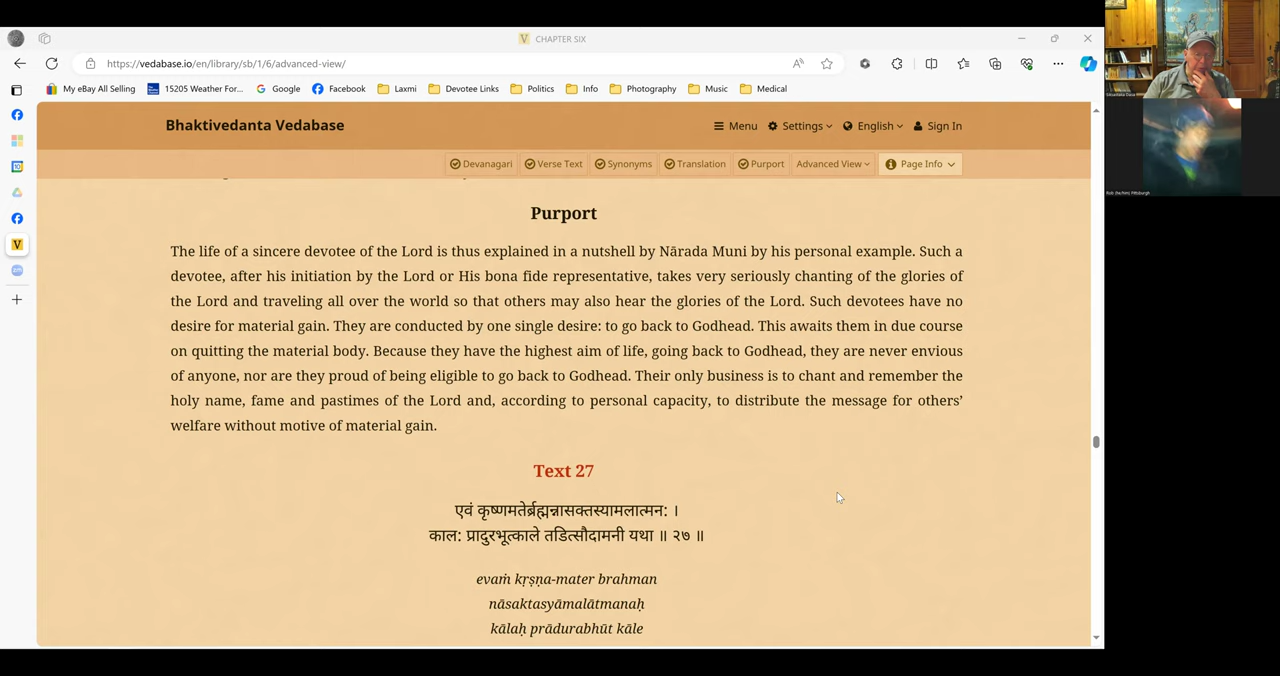 CHAPTER SIX
https://vedabase.io/en/library/sb/1/6/advanced-view/
My eBay All Selling
15205 Weather For...
Google
Facebook
Laxmi
Devotee Links
Politics
Info
Photography
Music
Medical
Bhaktivedanta Vedabase
Menu
Settings
English
Sign In
Devanagari
Verse Text
Synonyms
Translation
Purport
Advanced View
Page Info
Purport
The life of a sincere devotee of the Lord is thus explained in a nutshell by Nārada Muni by his personal example. Such a
devotee, after his initiation by the Lord or His bona fide representative, takes very seriously chanting of the glories of
the Lord and traveling all over the world so that others may also hear the glories of the Lord. Such devotees have no
desire for material gain. They are conducted by one single desire: to go back to Godhead. This awaits them in due course
on quitting the material body. Because they have the highest aim of life, going back to Godhead, they are never envious
of anyone, nor are they proud of being eligible to go back to Godhead. Their only business is to chant and remember the
holy name, fame and pastimes of the Lord and, according to personal capacity, to distribute the message for others’
welfare without motive of material gain.
Text 27
एवं कृष्णमतेर्ब्रह्मन्नासक्तस्यामलात्मन: ।
काल: प्रादुरभूत्काले तडित्सौदामनी यथा ॥ २७ ॥
evaṁ kṛṣṇa-mater brahman
nāsaktasyāmalātmanaḥ
kālaḥ prādurabhūt kāle
Rob (he/him) Pittsburgh